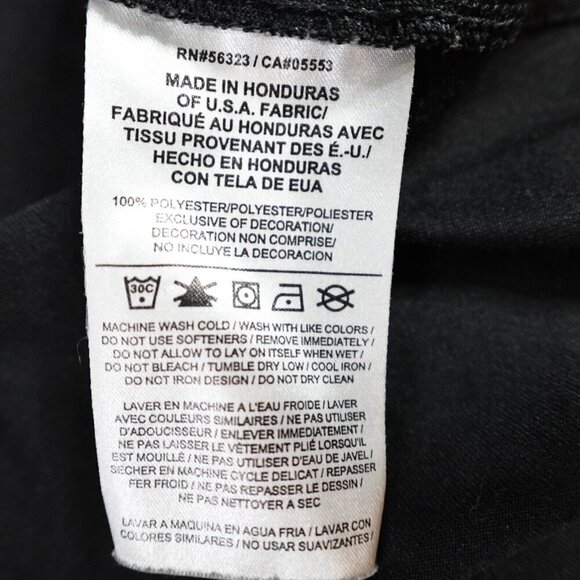 RN#56323 / CA#05553
MADE IN HONDURAS
OF U.S.A. FABRIC/
FABRIQUÉ AU HONDURAS AVEC
TISSU PROVENANT DES É.-U./
HECHO EN HONDURAS
CON TELA DE EUA
100% POLYESTER/POLYESTER/POLIESTER
EXCLUSIVE OF DECORATION/
DECORATION NON COMPRISE/
NO INCLUYE LA DECORACION
30C
MACHINE WASH COLD / WASH WITH LIKE COLORS /
DO NOT USE SOFTENERS / REMOVE IMMEDIATELY /
DO NOT ALLOW TO LAY ON ITSELF WHEN WET /
DO NOT BLEACH / TUMBLE DRY LOW / COOL IRON /
DO NOT IRON DESIGN / DO NOT DRY CLEAN
LAVER EN MACHINE A L'EAU FROIDE / LAVER
AVEC COULEURS SIMILAIRES / NE PAS UTILISER
D'ADOUCISSEUR / ENLEVER IMMEDIATEMENT /
NE PAS LAISSER LE VÊTEMENT PLIÉ LORSQU'IL
EST MOUILLÉ / NE PAS UTILISER D'EAU DE JAVEL /
SECHER EN MACHINE CYCLE DELICAT / REPASSER
FER FROID / NE PAS REPASSER LE DESSIN /
NE PAS NETTOYER A SEC
LAVAR A MAQUINA EN AGUA FRIA / LAVAR CON
COLORES SIMILARES / NO USAR SUAVIZANTES /